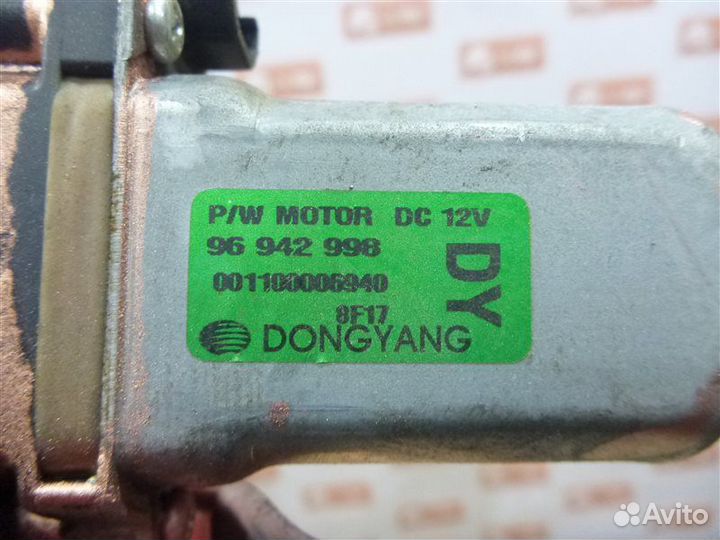 P/W MOTOR DC 12V
96 942 998
001100006940
8F17
DONGYANG
DY
Avito